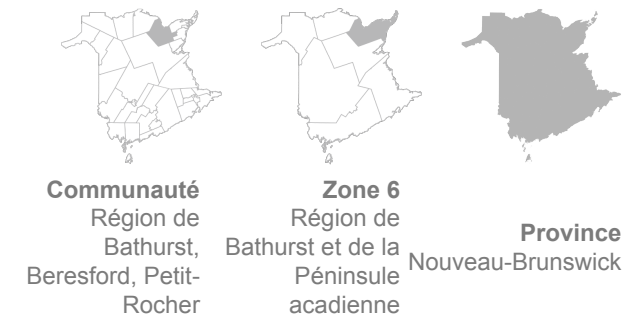 Communauté
Région de
Bathurst,
Beresford, Petit-
Rocher
Zone 6
Région de
Bathurst et de la
Péninsule
acadienne
Province
Nouveau-Brunswick